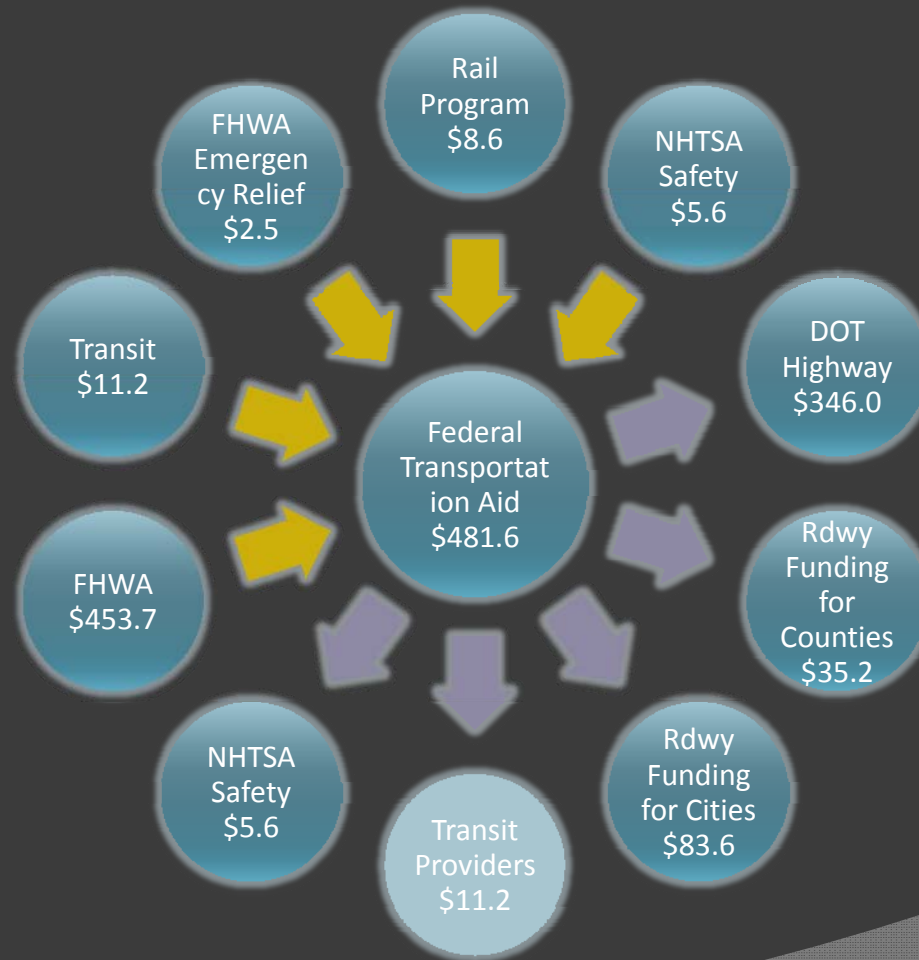 Rail
Program
$8.6
FHWA
Emergen
cy Relief
$2.5
NHTSA
Safety
$5.6
Transit
$11.2
DOT
Highway
$346.0
Federal
Transportat
ion Aid
$481.6
FHWA
$453.7
Rdwy
Funding
for
Counties
$35.2
NHTSA
Safety
$5.6
Rdwy
Funding
for Cities
$83.6
Transit
Providers
$11.2